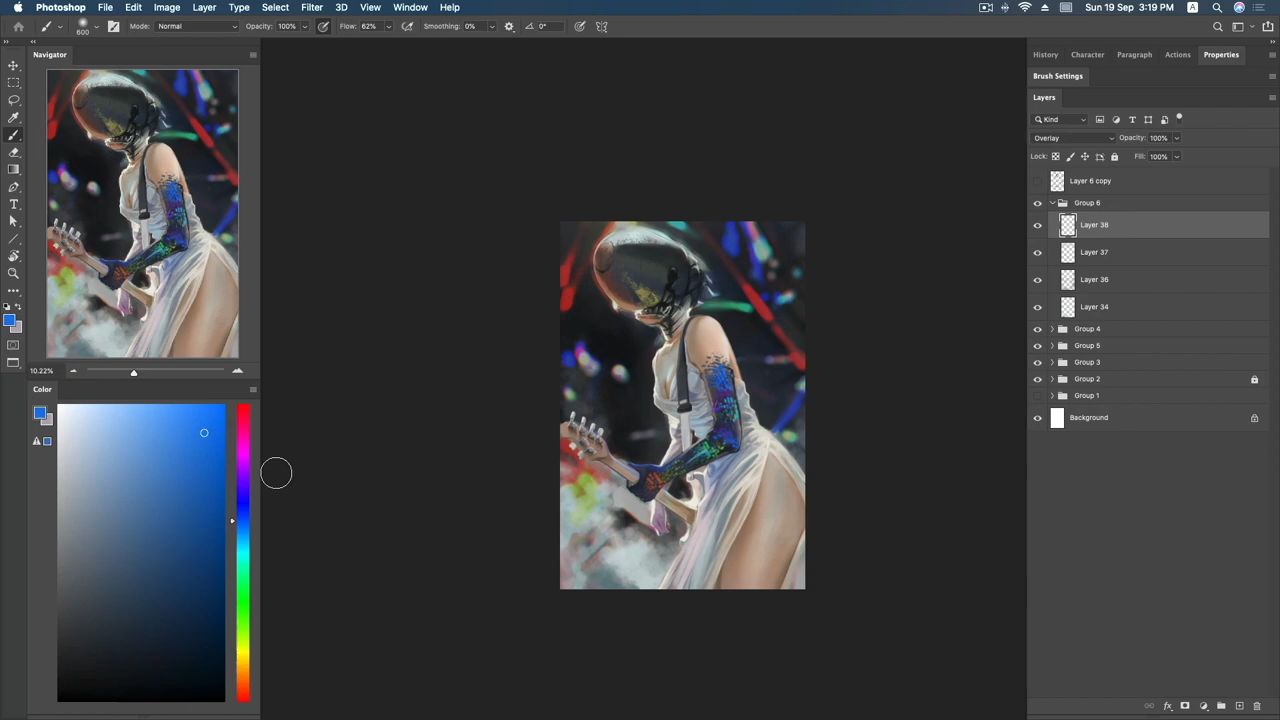 Photoshop File Edit Image Layer Type Select Filter 3D View Window Help Sun 19 Sep 3:19 PM A
600 Mode: Normal Opacity: 100% Flow: 62% Smoothing: 0% 0°
Navigator
10.22%
Color
History Character Paragraph Actions Properties
Brush Settings
Layers
Kind
Overlay Opacity: 100%
Lock: Fill: 100%
Layer 6 copy
Group 6
Layer 38
Layer 37
Layer 36
Layer 34
Group 4
Group 5
Group 3
Group 2
Group 1
Background